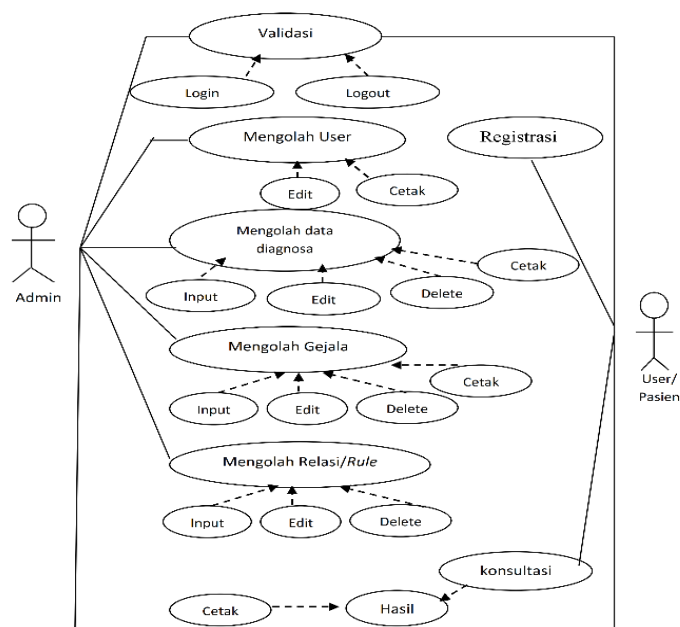 Validasi
Login
Logout
Mengolah User
Registrasi
Edit
Cetak
Mengolah data
diagnosa
Cetak
Input
Edit
Delete
Admin
Mengolah Gejala
Cetak
User/
Pasien
Input
Edit
Delete
Mengolah Relasi/Rule
Input
Edit
Delete
konsultasi
Cetak
Hasil